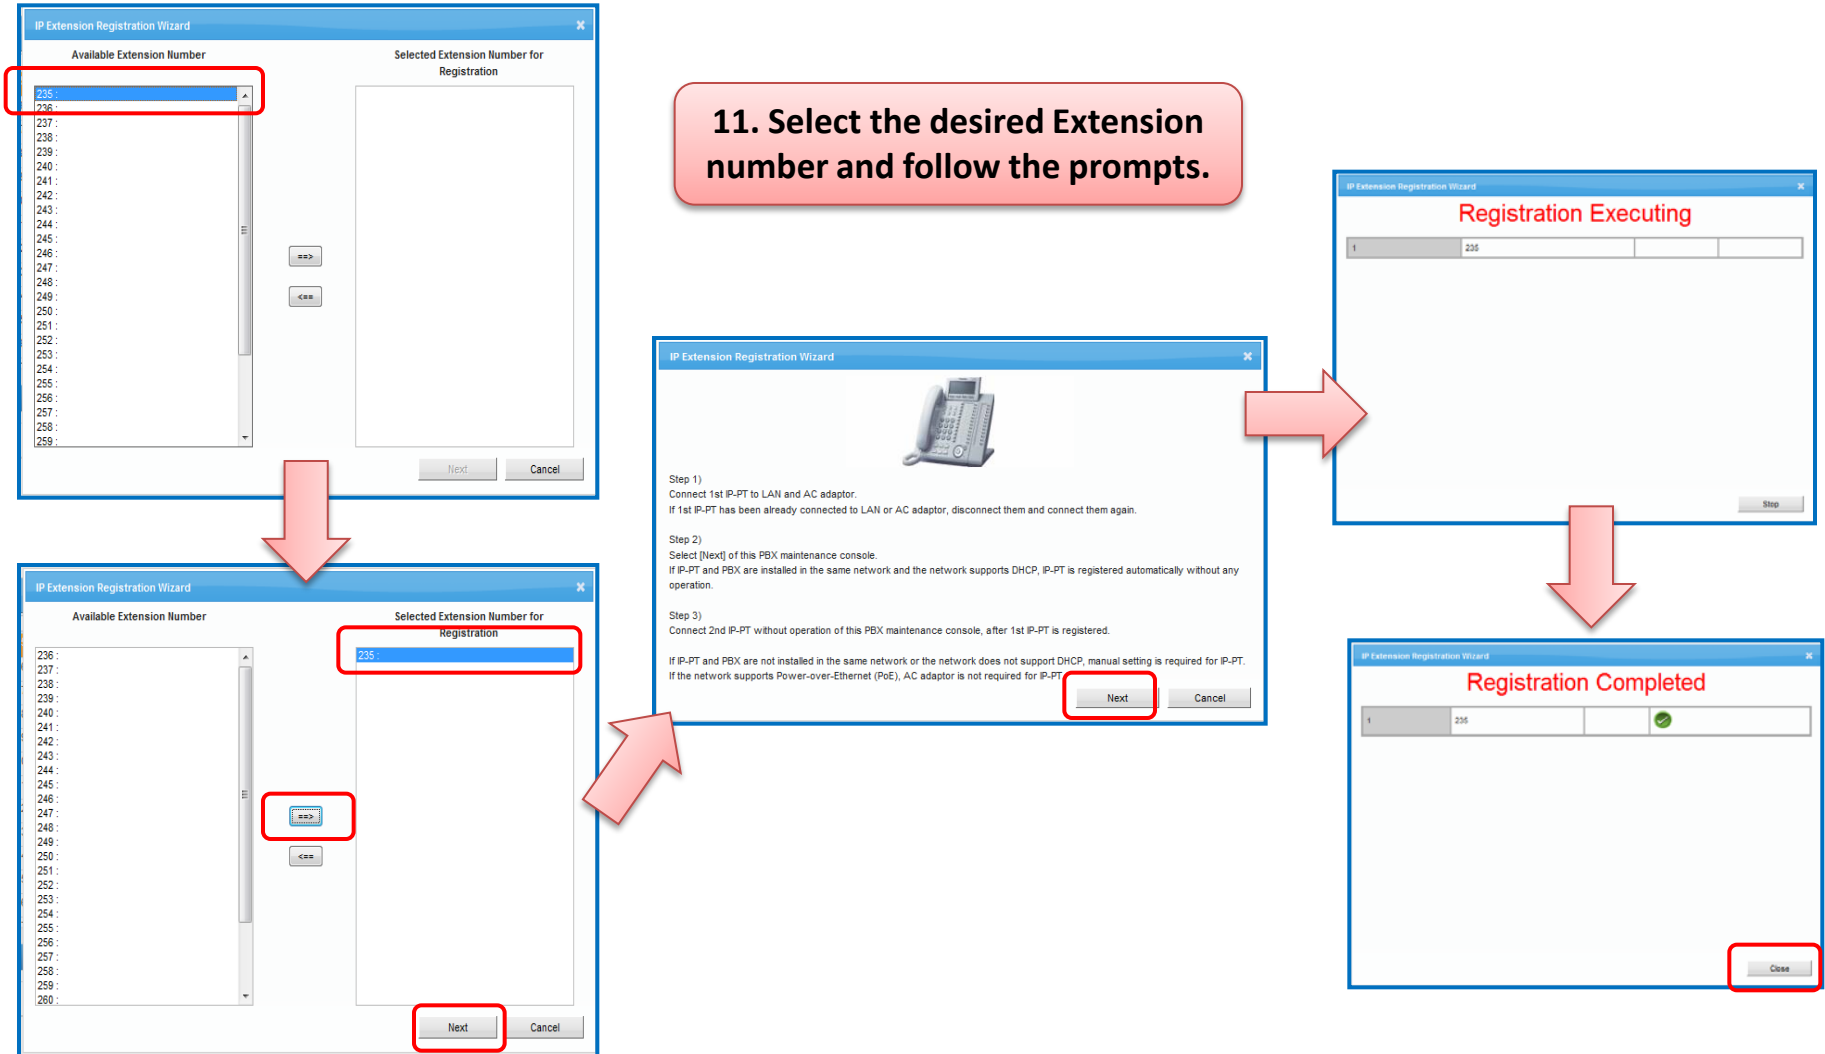 IP Extension Registration Wizard
Available Extension Number
Selected Extension Number for
Registration
235 :
236 :
237 :
238 :
239 :
240 :
241 :
242 :
243 :
244 :
245 :
246 :
247 :
248 :
249 :
250 :
251 :
252 :
253 :
254 :
255 :
256 :
257 :
258 :
259 :
==>
<==
Next
Cancel
11. Select the desired Extension
number and follow the prompts.
IP Extension Registration Wizard
Available Extension Number
Selected Extension Number for
Registration
236 :
237 :
238 :
239 :
240 :
241 :
242 :
243 :
244 :
245 :
246 :
247 :
248 :
249 :
250 :
251 :
252 :
253 :
254 :
255 :
256 :
257 :
258 :
259 :
260 :
==>
<==
235 :
Next
Cancel
IP Extension Registration Wizard
Step 1)
Connect 1st IP-PT to LAN and AC adaptor.
If 1st IP-PT has been already connected to LAN or AC adaptor, disconnect them and connect them again.
Step 2)
Select [Next] of this PBX maintenance console.
If IP-PT and PBX are installed in the same network and the network supports DHCP, IP-PT is registered automatically without any
operation.
Step 3)
Connect 2nd IP-PT without operation of this PBX maintenance console, after 1st IP-PT is registered.
If IP-PT and PBX are not installed in the same network or the network does not support DHCP, manual setting is required for IP-PT.
If the network supports Power-over-Ethernet (PoE), AC adaptor is not required for IP-PT
Next
Cancel
IP Extension Registration Wizard
Registration Executing
1 235
Stop
IP Extension Registration Wizard
Registration Completed
1 235
Close